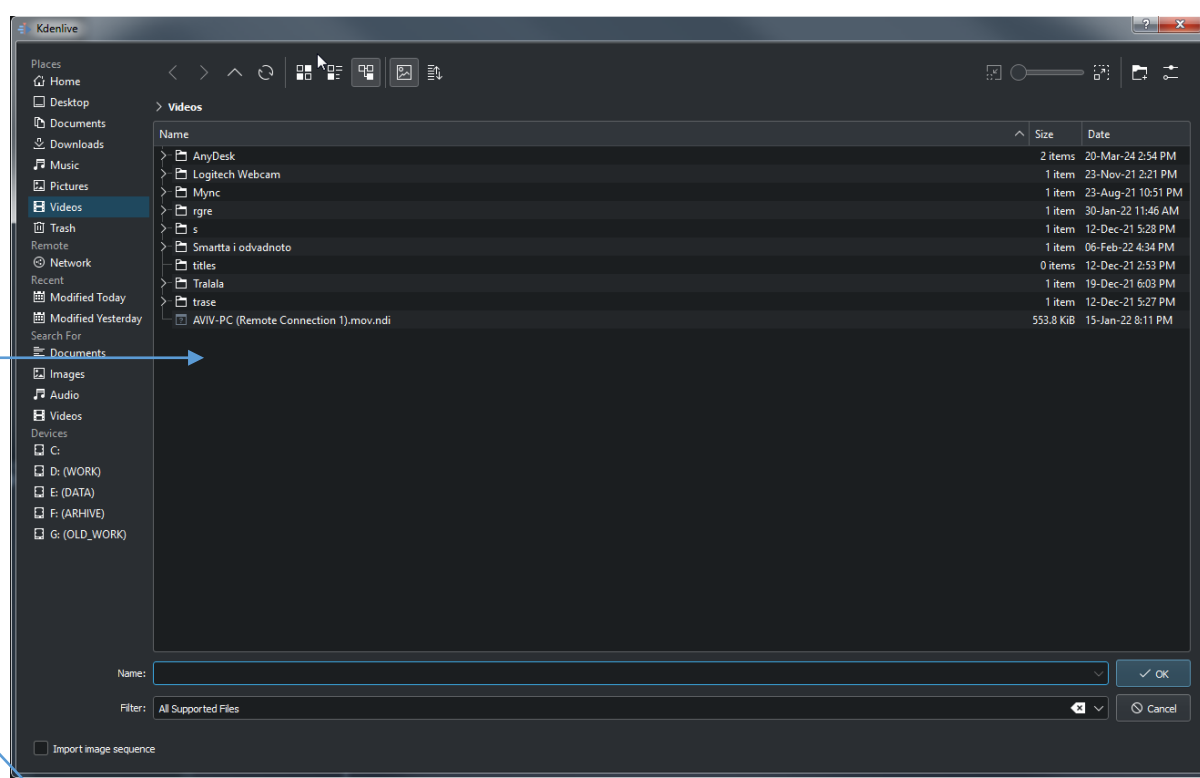 Kdenlive
Places
Home
Desktop
Documents
Downloads
Music
Pictures
Videos
Trash
Remote
Network
Recent
Modified Today
Modified Yesterday
Search For
Documents
Images
Audio
Videos
Devices
C:
D: (WORK)
E: (DATA)
F: (ARHIVE)
G: (OLD_WORK)
> Videos
Name Size Date
AnyDesk 2 items 20-Mar-24 2:54 PM
Logitech Webcam 1 item 23-Nov-21 2:21 PM
Mync 1 item 23-Aug-21 10:51 PM
rgre 1 item 30-Jan-22 11:46 AM
s 1 item 12-Dec-21 5:28 PM
Smartta i odvadnoto 1 item 06-Feb-22 4:34 PM
titles 0 items 12-Dec-21 2:53 PM
Tralala 1 item 19-Dec-21 6:03 PM
trase 1 item 12-Dec-21 5:27 PM
AVIV-PC (Remote Connection 1).mov.ndi 553.8 KiB 15-Jan-22 8:11 PM
Name: OK
Filter: All Supported Files Cancel
Import image sequence